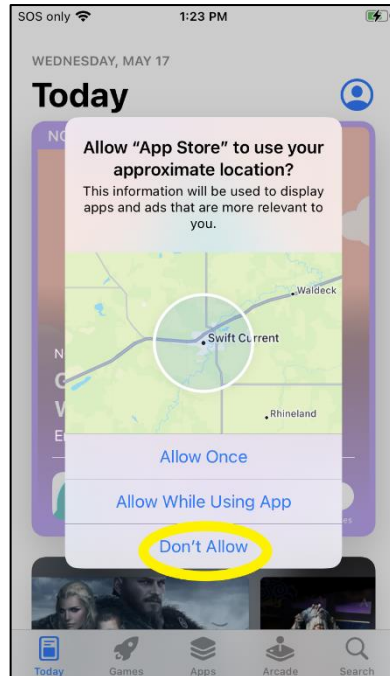 SOS only 1:23 PM
WEDNESDAY, MAY 17
Today
NO
Allow “App Store” to use your
approximate location?
This information will be used to display
apps and ads that are more relevant to
you.
Waldeck
Swift Current
Rhineland
Allow Once
Allow While Using App
Don’t Allow
Today Games Apps Arcade Search